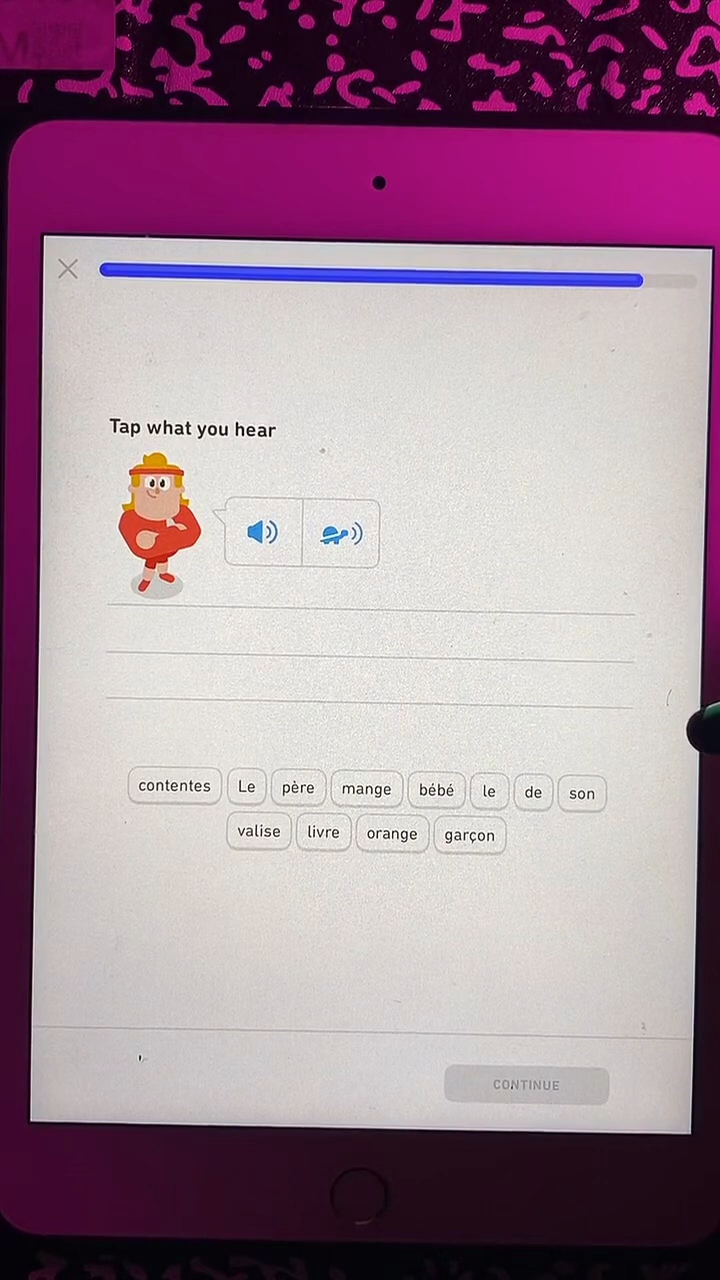 Tap what you hear
contentes Le père mange bébé le de son
valise livre orange garçon
CONTINUE